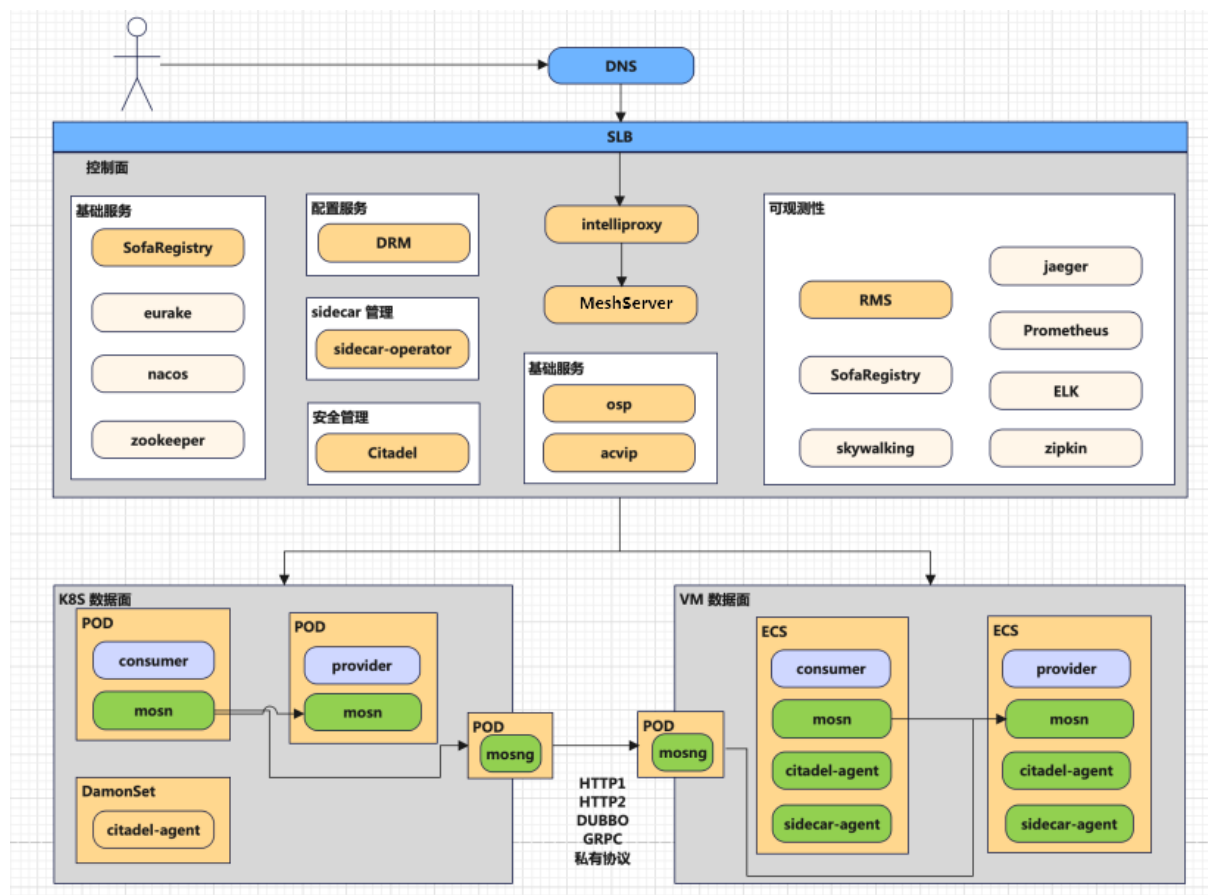 DNS
SLB
控制面
基础服务
SofaRegistry
eurake
nacos
zookeeper
配置服务
DRM
sidecar 管理
sidecar-operator
安全管理
Citadel
intelliproxy
MeshServer
基础服务
osp
acvip
可观测性
RMS
SofaRegistry
skywalking
jaeger
Prometheus
ELK
zipkin
K8S 数据面
POD
consumer
mosn
POD
provider
mosn
DamonSet
citadel-agent
POD
mosng
HTTP1
HTTP2
DUBBO
GRPC
私有协议
VM 数据面
POD
mosng
ECS
consumer
mosn
citadel-agent
sidecar-agent
ECS
provider
mosn
citadel-agent
sidecar-agent